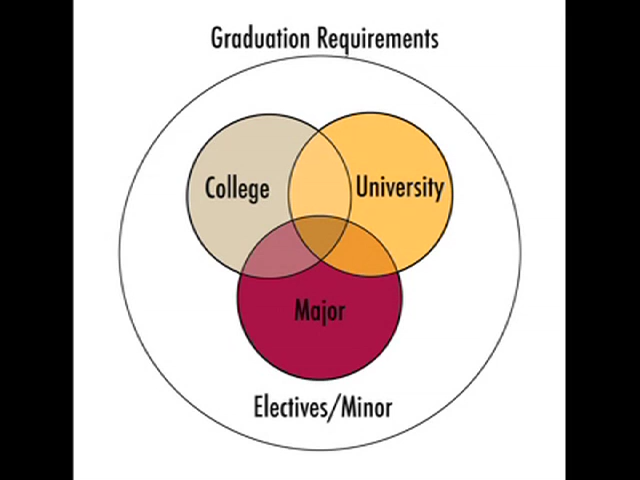 Graduation Requirements
College
University
Major
Electives/Minor